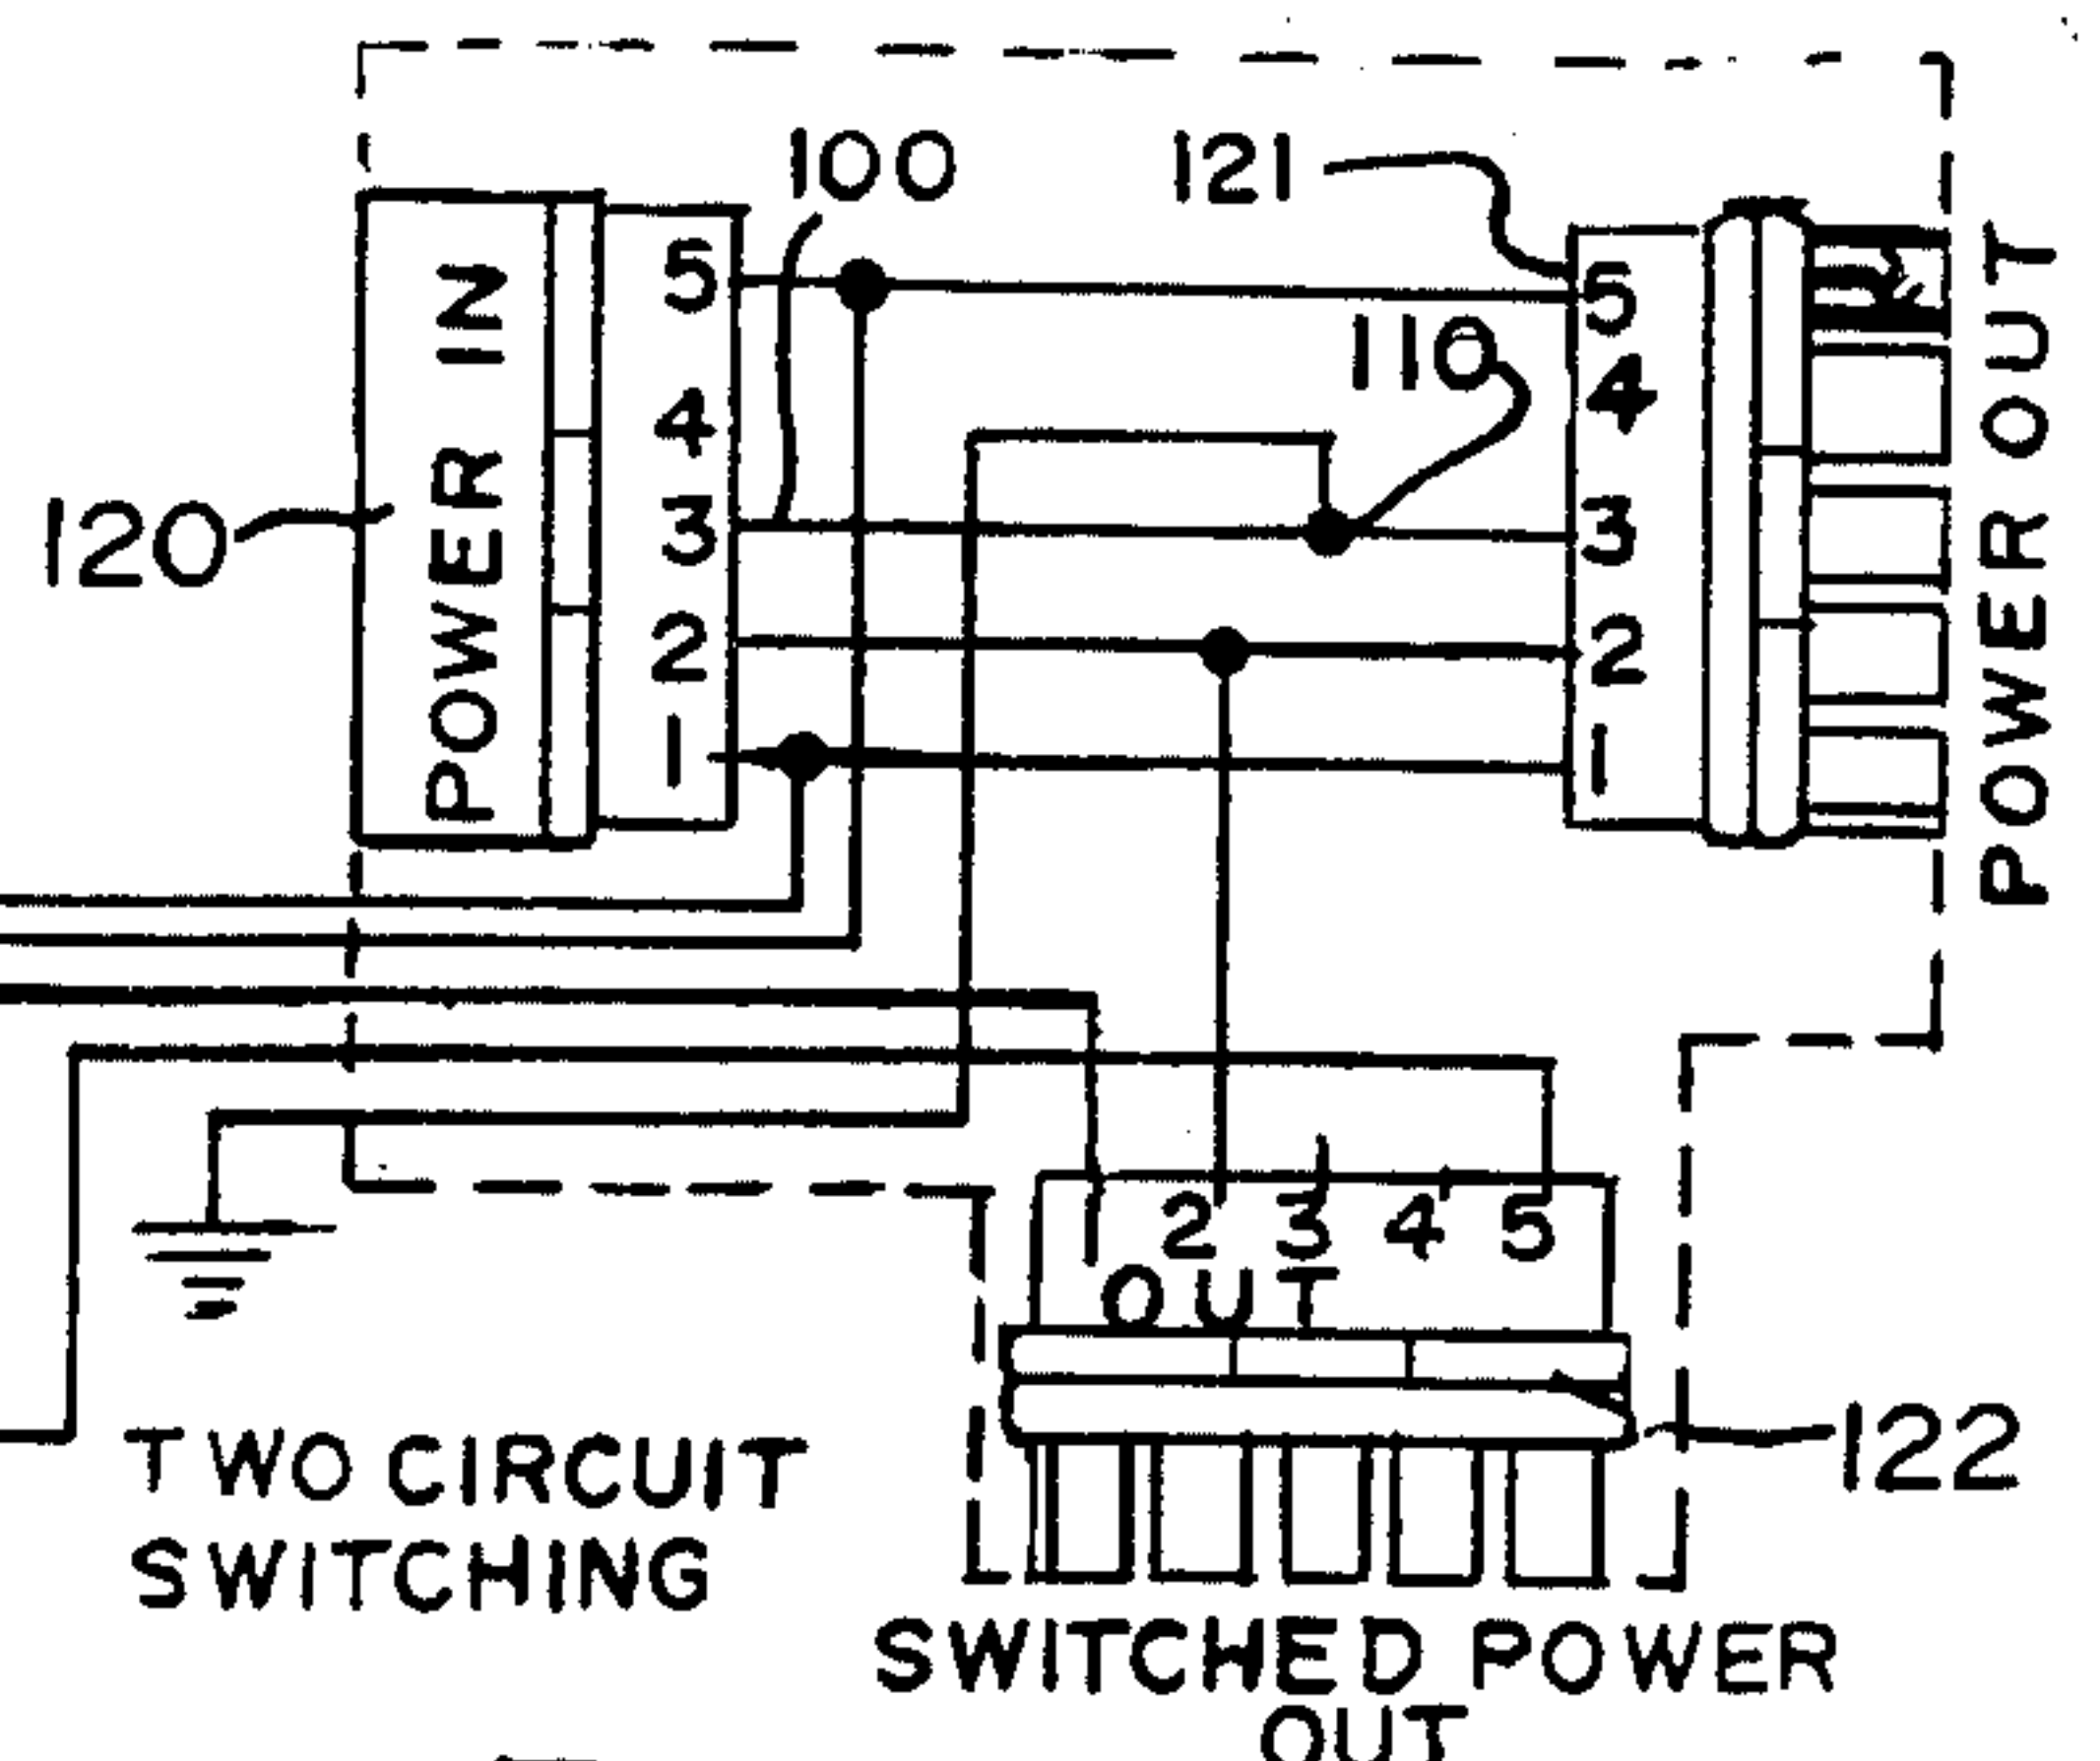 100
121
POWER IN
5
4
3
2
1
120
110
5
4
3
2
1
POWER OUT
1 2 3 4 5
OUT
122
TWO CIRCUIT
SWITCHING
SWITCHED POWER
OUT